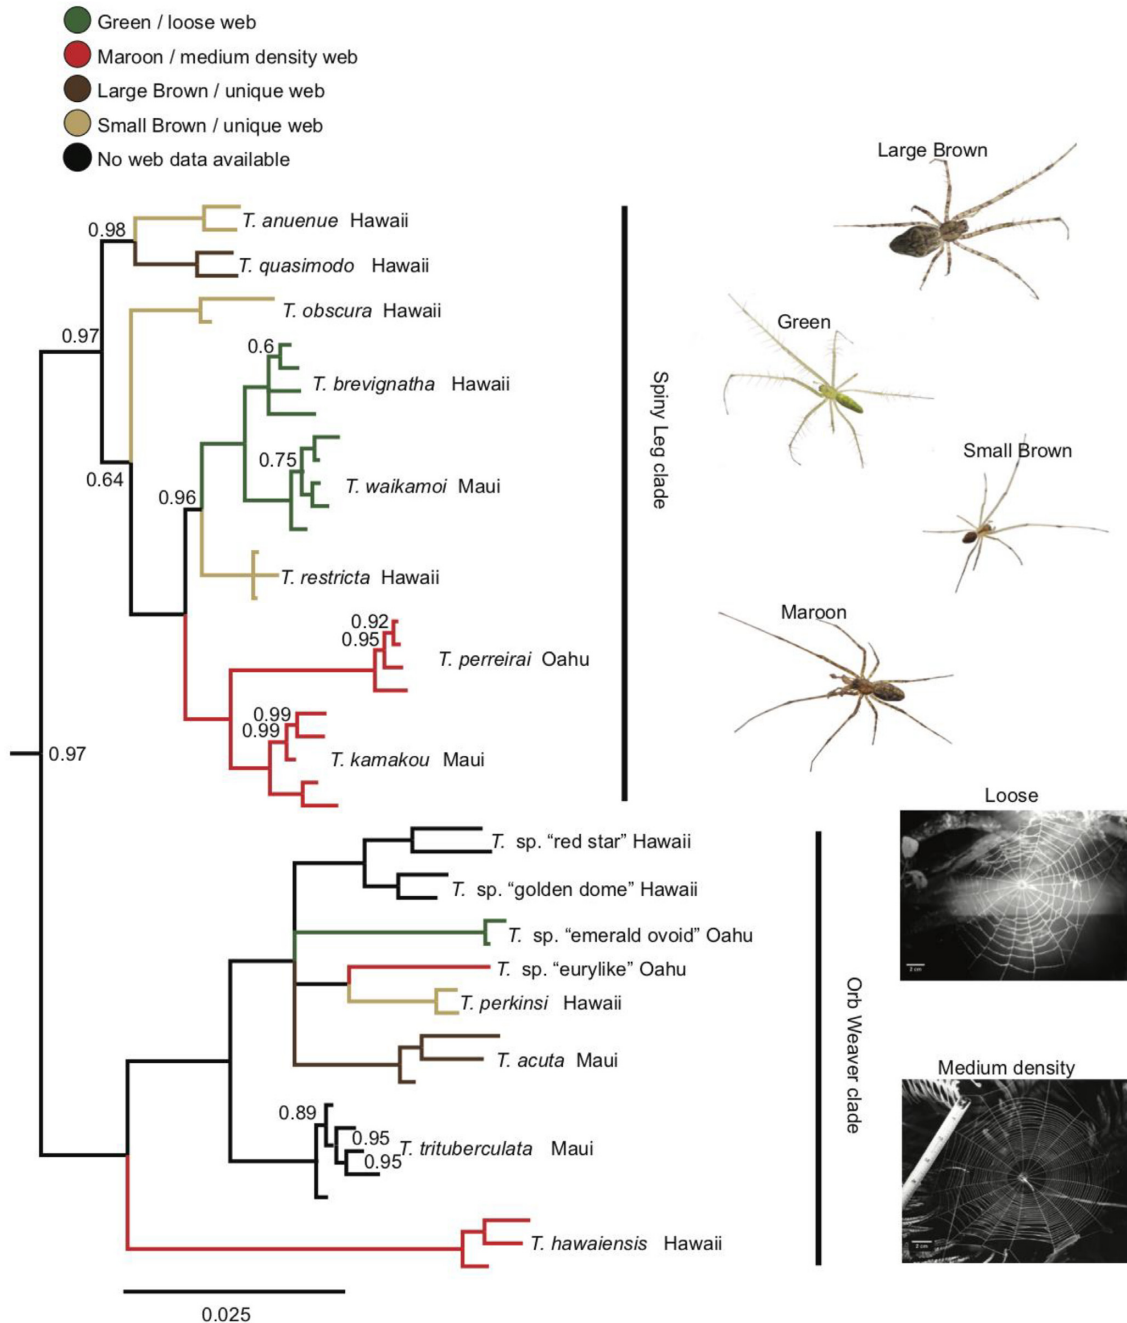 Green / loose web
Maroon / medium density web
Large Brown / unique web
Small Brown / unique web
No web data available
Large Brown
Green
Small Brown
Maroon
0.98
T. anuenue Hawaii
T. quasimodo Hawaii
0.97
T. obscura Hawaii
0.6
T. brevignatha Hawaii
0.64
0.75
T. waikamoi Maui
0.96
T. restricta Hawaii
0.92
0.95
T. perreirai Oahu
0.99
0.99
T. kamakou Maui
0.97
Spiny Leg clade
T. sp. “red star” Hawaii
T. sp. “golden dome” Hawaii
T. sp. “emerald ovoid” Oahu
T. sp. “eurylike” Oahu
T. perkinsi Hawaii
T. acuta Maui
0.89
0.95
0.95
T. trituberculata Maui
T. hawaiensis Hawaii
Orb Weaver clade
Loose
2 cm
Medium density
2 cm
0.025